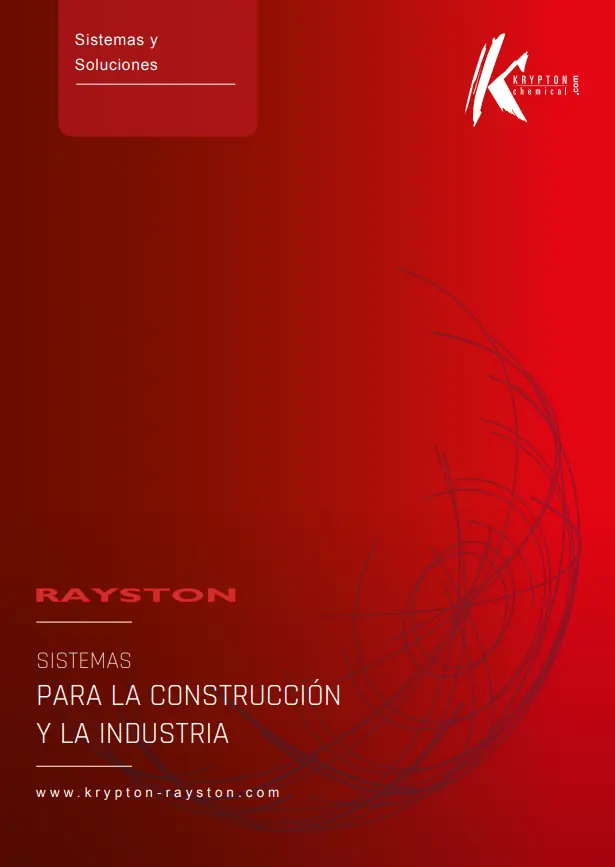 Sistemas y
Soluciones
KRYPTON
chemical
.com
RAYSTON
SISTEMAS
PARA LA CONSTRUCCIÓN
Y LA INDUSTRIA
www.krypton-rayston.com